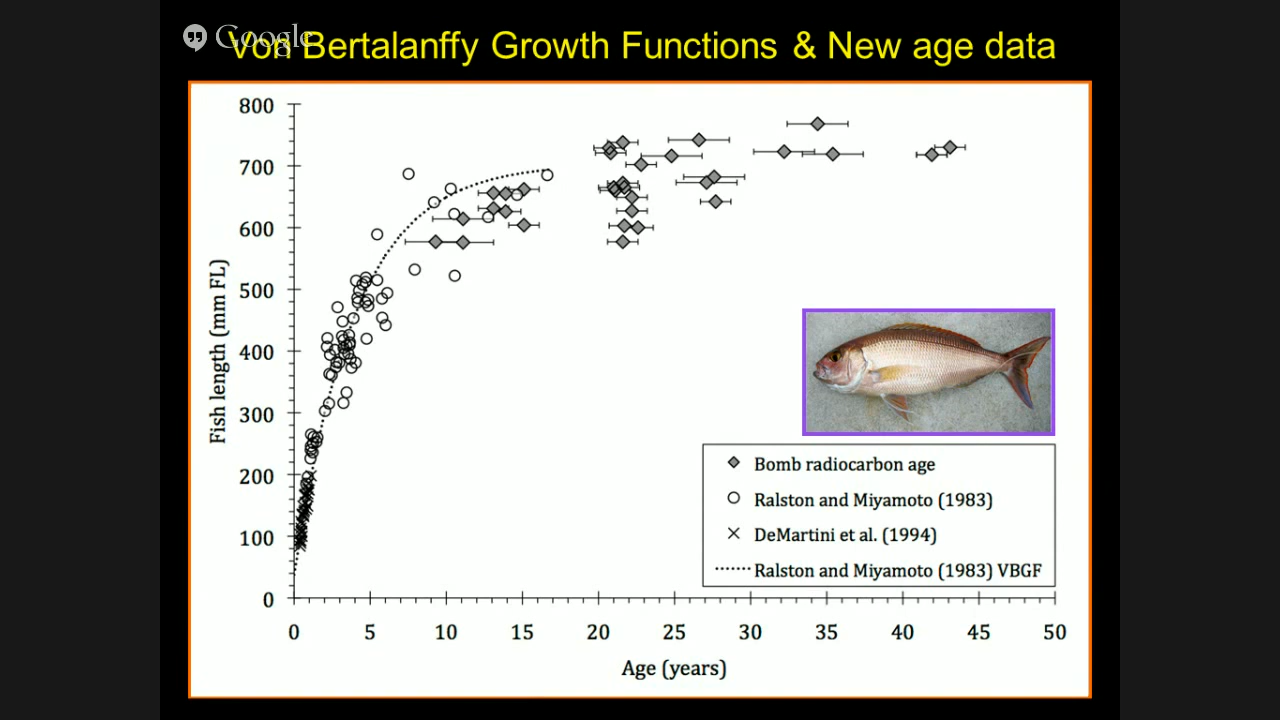 Google
Von Bertalanffy Growth Functions & New age data
800
700
600
500
400
300
200
100
0
Fish length (mm FL)
0 5 10 15 20 25 30 35 40 45 50
Age (years)
Bomb radiocarbon age
Ralston and Miyamoto (1983)
DeMartini et al. (1994)
Ralston and Miyamoto (1983) VBGF